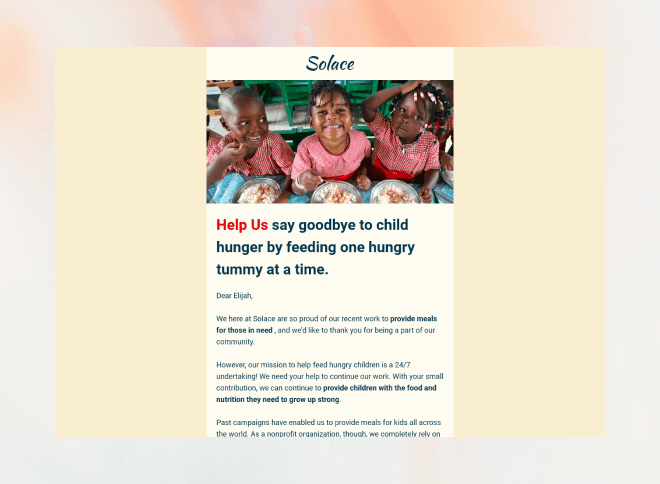 Solace
Help Us say goodbye to child
hunger by feeding one hungry
tummy at a time.
Dear Elijah,
We here at Solace are so proud of our recent work to provide meals
for those in need , and we'd like to thank you for being a part of our
community.
However, our mission to help feed hungry children is a 24/7
undertaking! We need your help to continue our work. With your small
contribution, we can continue to provide children with the food and
nutrition they need to grow up strong.
Past campaigns have enabled us to provide meals for kids all across
the world. As a nonprofit organization, though, we completely rely on